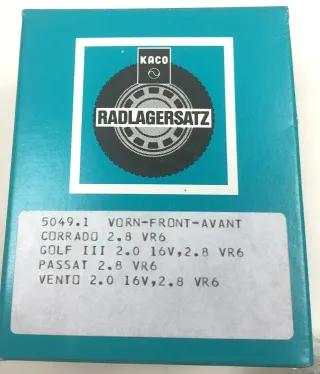 KACO
RADLAGERSATZ
5049.1 VORN-FRONT-AVANT
CORRADO 2.8 VR6
GOLF III 2.0 16V,2.8 VR6
PASSAT 2.8 VR6
VENTO 2.0 16V,2.8 VR6